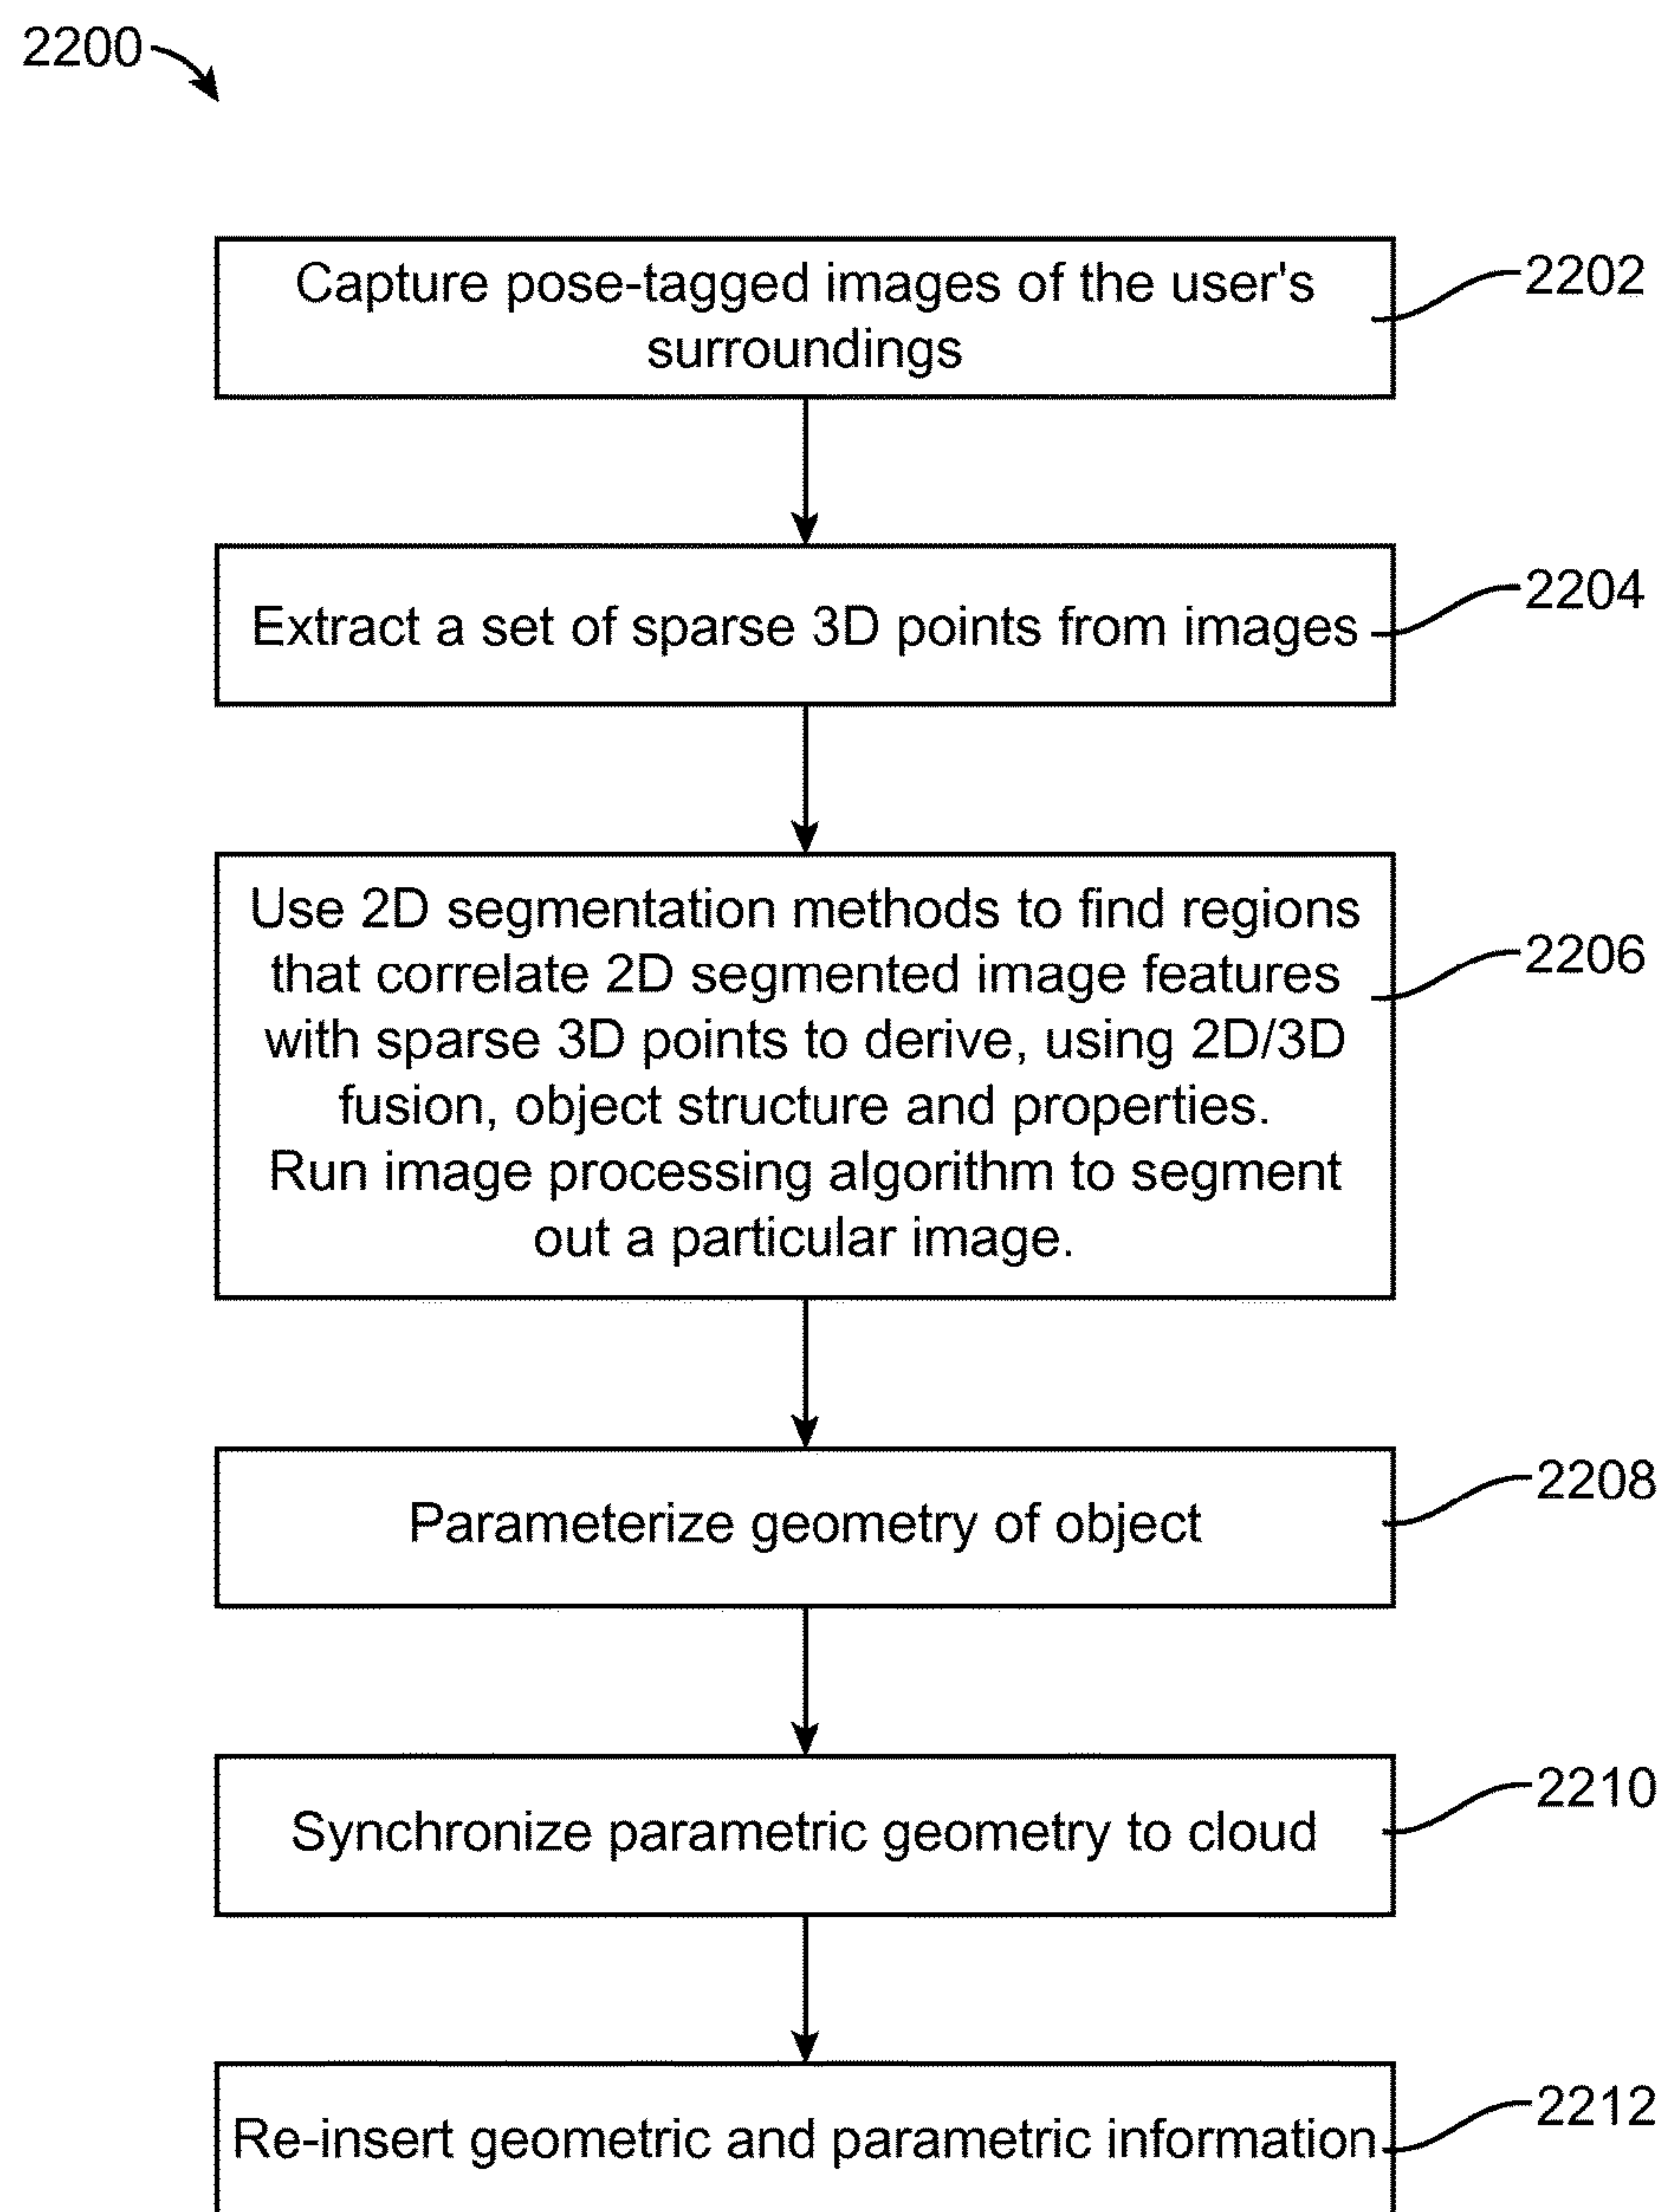 2200
Capture pose-tagged images of the user's
surroundings
2202
Extract a set of sparse 3D points from images
2204
Use 2D segmentation methods to find regions
that correlate 2D segmented image features
with sparse 3D points to derive, using 2D/3D
fusion, object structure and properties.
Run image processing algorithm to segment
out a particular image.
2206
Parameterize geometry of object
2208
Synchronize parametric geometry to cloud
2210
Re-insert geometric and parametric information
2212